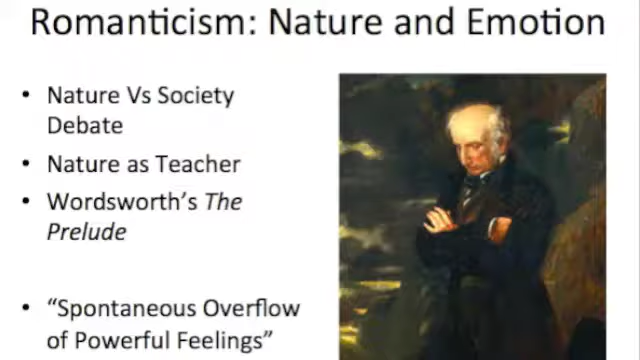 Romanticism: Nature and Emotion
• Nature Vs Society
Debate
• Nature as Teacher
• Wordsworth’s The
Prelude
• “Spontaneous Overflow
of Powerful Feelings”